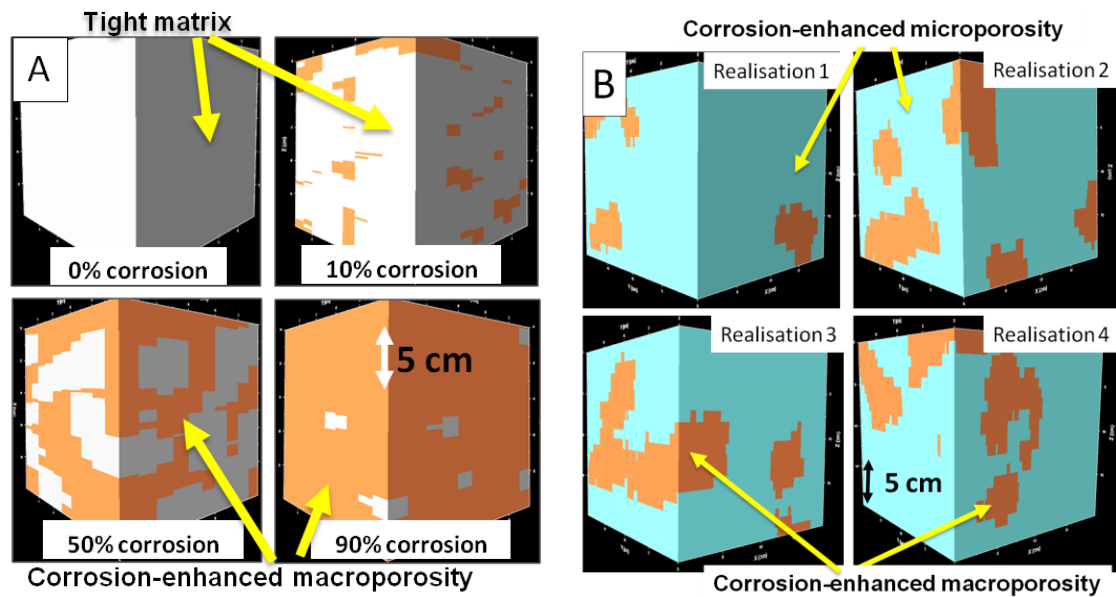 Tight matrix
A
0% corrosion
10% corrosion
5 cm
50% corrosion
90% corrosion
Corrosion-enhanced macroporosity
Corrosion-enhanced microporosity
B
Realisation 1
Realisation 2
Realisation 3
Realisation 4
5 cm
Corrosion-enhanced macroporosity